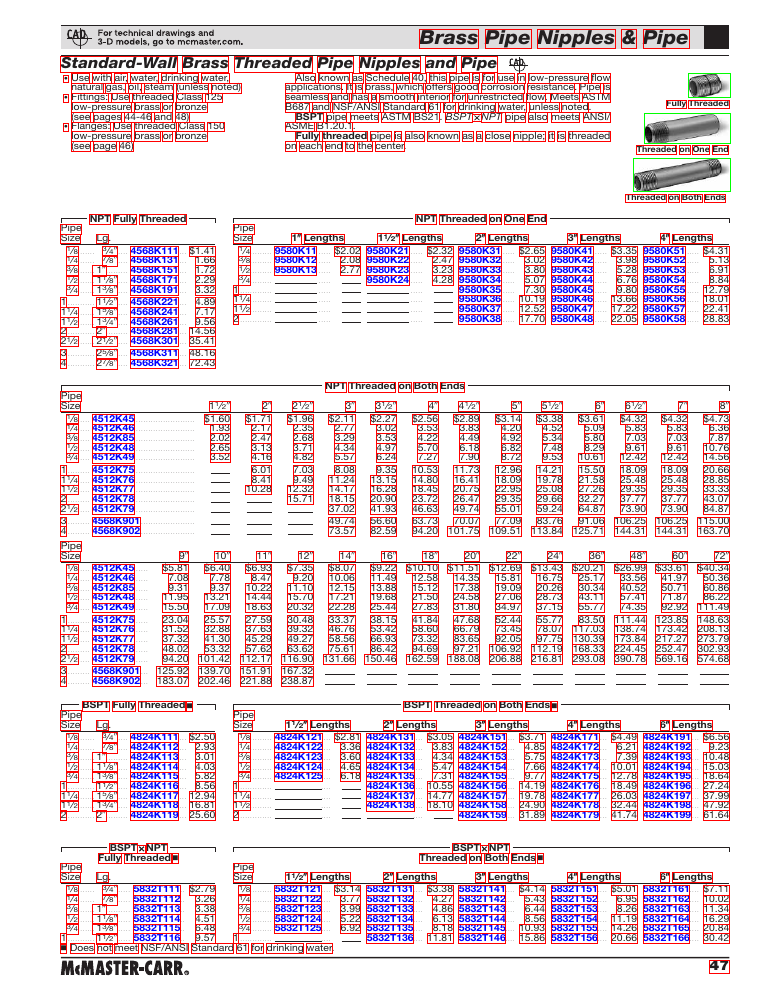 CAD For technical drawings and
3-D models, go to mcmaster.com.
Brass Pipe Nipples & Pipe
Standard-Wall Brass Threaded Pipe Nipples and Pipe CAD
▪ Use with air, water, drinking water,
natural gas, oil, steam (unless noted)
▪ Fittings: Use threaded Class 125
low-pressure brass or bronze
(see pages 44-46 and 48)
▪ Flanges: Use threaded Class 150
low-pressure brass or bronze
(see page 46)
Also known as Schedule 40, this pipe is for use in low-pressure flow
applications. It is brass, which offers good corrosion resistance. Pipe is
seamless and has a smooth interior for unrestricted flow. Meets ASTM
B687 and NSF/ANSI Standard 61 for drinking water, unless noted.
BSPT pipe meets ASTM BS21. BSPT x NPT pipe also meets ANSI/
ASME B1.20.1.
Fully threaded pipe is also known as a close nipple; it is threaded
on each end to the center.
Fully Threaded
Threaded on One End
Threaded on Both Ends
NPT Fully Threaded
Pipe
Size Lg.
1/8 3/4" 4568K111 $1.41
1/4 7/8" 4568K131 1.66
3/8 1" 4568K151 1.72
1/2 1 1/8" 4568K171 2.29
3/4 1 3/8" 4568K191 3.32
1 1 1/2" 4568K221 4.89
1 1/4 1 5/8" 4568K241 7.17
1 1/2 1 3/4" 4568K261 9.56
2 2" 4568K281 14.56
2 1/2 2 1/2" 4568K301 35.41
3 2 5/8" 4568K311 48.16
4 2 7/8" 4568K321 72.43
NPT Threaded on One End
Pipe
Size 1" Lengths 1 1/2" Lengths 2" Lengths 3" Lengths 4" Lengths
1/8 9580K11 $2.02 9580K21 $2.32 9580K31 $2.65 9580K41 $3.35 9580K51 $4.31
1/4 9580K12 2.08 9580K22 2.47 9580K32 3.02 9580K42 3.98 9580K52 5.13
3/8 9580K13 2.77 9580K23 3.23 9580K33 3.80 9580K43 5.28 9580K53 6.91
1/2 9580K24 4.28 9580K34 5.07 9580K44 6.76 9580K54 8.84
3/4 9580K35 7.30 9580K45 9.80 9580K55 12.79
1 9580K36 10.19 9580K46 13.66 9580K56 18.01
1 1/4 9580K37 12.52 9580K47 17.22 9580K57 22.41
1 1/2 9580K38 17.70 9580K48 22.05 9580K58 28.83
2
NPT Threaded on Both Ends
Pipe
Size 1 1/2" 2" 2 1/2" 3" 3 1/2" 4" 4 1/2" 5" 5 1/2" 6" 6 1/2" 7" 8"
1/8 4512K45 $1.60 $1.71 $1.96 $2.11 $2.27 $2.56 $2.89 $3.14 $3.38 $3.61 $4.32 $4.32 $4.73
1/4 4512K46 1.93 2.17 2.35 2.77 3.02 3.53 3.83 4.20 4.52 5.09 5.83 5.83 6.36
3/8 4512K85 2.02 2.47 2.68 3.29 3.53 4.22 4.49 4.92 5.34 5.80 7.03 7.03 7.87
1/2 4512K48 2.65 3.13 3.71 4.34 4.97 5.70 6.18 6.82 7.48 8.29 9.61 9.61 10.76
3/4 4512K49 3.52 4.16 4.82 5.57 6.24 7.27 7.90 8.72 9.53 10.61 12.42 12.42 14.56
1 4512K75 6.01 7.03 8.08 9.35 10.53 11.73 12.96 14.21 15.50 18.09 18.09 20.66
1 1/4 4512K76 8.41 9.49 11.24 13.15 14.80 16.41 18.09 19.78 21.58 25.48 25.48 28.85
1 1/2 4512K77 10.28 12.32 14.17 16.28 18.45 20.75 22.95 25.08 27.26 29.35 29.35 33.33
2 4512K78 15.71 18.15 20.90 23.72 26.47 29.35 29.66 32.27 37.77 37.77 43.07
2 1/2 4512K79 37.02 41.93 46.63 49.74 55.01 59.24 64.87 73.90 73.90 84.87
3 4568K901 49.74 56.60 63.73 70.07 77.09 83.76 91.06 106.25 106.25 115.00
4 4568K902 73.57 82.59 94.20 101.75 109.51 113.84 125.71 144.31 144.31 163.70
Pipe
Size 9" 10" 11" 12" 14" 16" 18" 20" 22" 24" 36" 48" 60" 72"
1/8 4512K45 $5.81 $6.40 $6.93 $7.35 $8.07 $9.22 $10.10 $11.51 $12.69 $13.43 $20.21 $26.99 $33.61 $40.34
1/4 4512K46 7.08 7.78 8.47 9.20 10.06 11.49 12.58 14.35 15.81 16.75 25.17 33.56 41.97 50.36
3/8 4512K85 9.31 9.37 10.22 11.10 12.15 13.88 15.12 17.38 19.09 20.26 30.34 40.52 50.71 60.86
1/2 4512K48 11.95 13.21 14.44 15.70 17.21 19.68 21.50 24.58 27.06 28.73 43.11 57.41 71.87 86.22
3/4 4512K49 15.50 17.09 18.63 20.32 22.28 25.44 27.83 31.80 34.97 37.15 55.77 74.35 92.92 111.49
1 4512K75 23.04 25.57 27.59 30.48 33.37 38.15 41.84 47.68 52.44 55.77 83.50 111.44 123.85 148.63
1 1/4 4512K76 31.52 32.88 37.63 39.32 46.76 53.42 58.60 66.79 73.45 78.07 117.03 138.74 173.42 208.13
1 1/2 4512K77 37.32 41.30 45.29 49.27 58.56 66.93 73.32 83.65 92.05 97.75 130.39 173.84 217.27 273.79
2 4512K78 48.02 53.32 57.62 63.62 75.61 86.42 94.69 97.21 106.92 112.19 168.33 224.45 252.47 302.93
2 1/2 4512K79 94.20 101.42 112.17 116.90 131.66 150.46 162.59 188.08 206.88 216.81 293.08 390.78 569.16 574.68
3 4568K901 125.92 139.70 151.91 167.32
4 4568K902 183.07 202.46 221.88 238.87
BSPT Fully Threaded■
Pipe
Size Lg.
1/8 3/4" 4824K111 $2.50
1/4 7/8" 4824K112 2.93
3/8 1" 4824K113 3.01
1/2 1 1/8" 4824K114 4.03
3/4 1 3/8" 4824K115 5.82
1 1 1/2" 4824K116 8.56
1 1/4 1 5/8" 4824K117 12.94
1 1/2 1 3/4" 4824K118 16.81
2 2" 4824K119 25.60
BSPT Threaded on Both Ends■
Pipe
Size 1 1/2" Lengths 2" Lengths 3" Lengths 4" Lengths 6" Lengths
1/8 4824K121 $2.81 4824K131 $3.05 4824K151 $3.71 4824K171 $4.49 4824K191 $6.56
1/4 4824K122 3.36 4824K132 3.83 4824K152 4.85 4824K172 6.21 4824K192 9.23
3/8 4824K123 3.60 4824K133 4.34 4824K153 5.75 4824K173 7.39 4824K193 10.48
1/2 4824K124 4.65 4824K134 5.47 4824K154 7.66 4824K174 10.01 4824K194 15.03
3/4 4824K125 6.18 4824K135 7.31 4824K155 9.77 4824K175 12.78 4824K195 18.64
1 4824K136 10.55 4824K156 14.19 4824K176 18.49 4824K196 27.24
1 1/4 4824K137 14.77 4824K157 19.78 4824K177 26.03 4824K197 37.99
1 1/2 4824K138 18.10 4824K158 24.90 4824K178 32.44 4824K198 47.92
2 4824K159 31.89 4824K179 41.74 4824K199 61.64
BSPT x NPT
Fully Threaded■
Pipe
Size Lg.
1/8 3/4" 5832T111 $2.79
1/4 7/8" 5832T112 3.26
3/8 1" 5832T113 3.38
1/2 1 1/8" 5832T114 4.51
3/4 1 3/8" 5832T115 6.48
1 1 1/2" 5832T116 9.57
BSPT x NPT
Threaded on Both Ends■
Pipe
Size 1 1/2" Lengths 2" Lengths 3" Lengths 4" Lengths 6" Lengths
1/8 5832T121 $3.14 5832T131 $3.38 5832T141 $4.14 5832T151 $5.01 5832T161 $7.11
1/4 5832T122 3.77 5832T132 4.27 5832T142 5.43 5832T152 6.95 5832T162 10.02
3/8 5832T123 3.99 5832T133 4.86 5832T143 6.44 5832T153 8.26 5832T163 11.34
1/2 5832T124 5.22 5832T134 6.13 5832T144 8.56 5832T154 11.19 5832T164 16.29
3/4 5832T125 6.92 5832T135 8.18 5832T145 10.93 5832T155 14.26 5832T165 20.84
1 5832T136 11.81 5832T146 15.86 5832T156 20.66 5832T166 30.42
■ Does not meet NSF/ANSI Standard 61 for drinking water.
McMASTER-CARR®
47